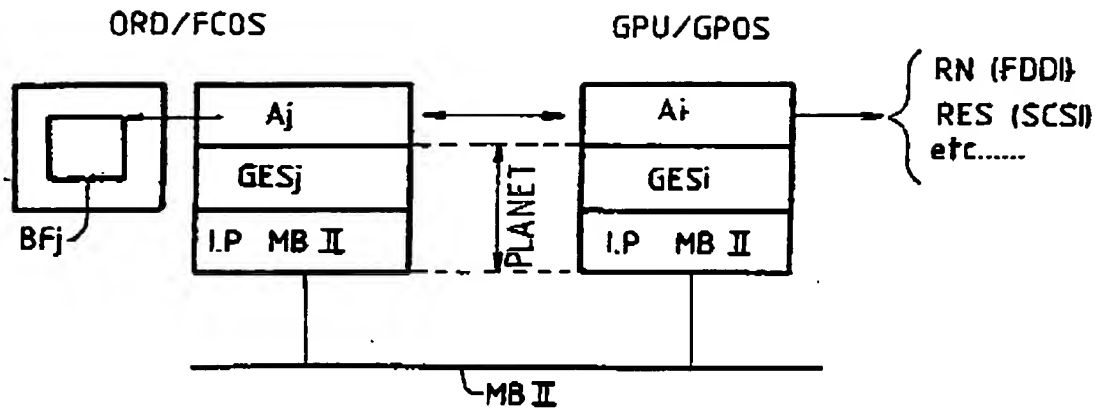 ORD/FCOS
GPU/GPOS
Aj
Ai
RN (FDDI)
RES (SCSI)
etc......
GESj
PLANET
GESi
BFj
I.P MB II
I.P MB II
MB II